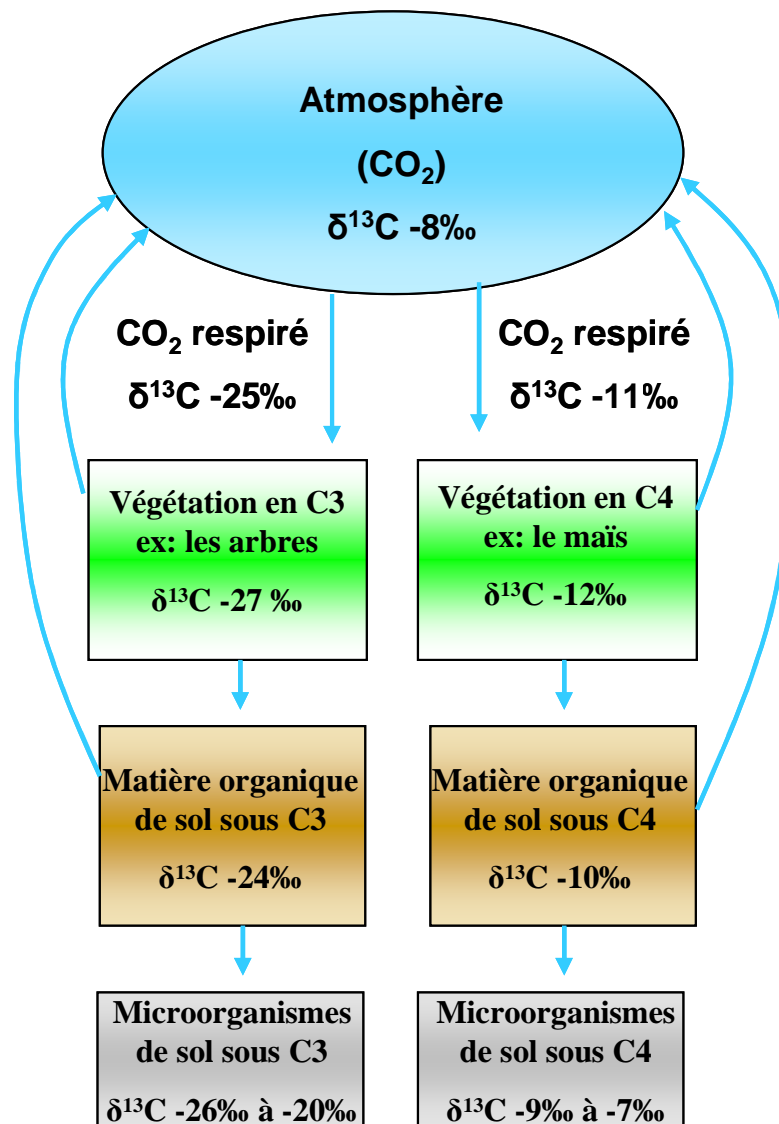 Atmosphère
(CO₂)
δ¹³C -8‰
CO₂ respiré
δ¹³C -25‰
CO₂ respiré
δ¹³C -11‰
Végétation en C3
ex: les arbres
δ¹³C -27 ‰
Végétation en C4
ex: le maïs
δ¹³C -12‰
Matière organique
de sol sous C3
δ¹³C -24‰
Matière organique
de sol sous C4
δ¹³C -10‰
Microorganismes
de sol sous C3
δ¹³C -26‰ à -20‰
Microorganismes
de sol sous C4
δ¹³C -9‰ à -7‰